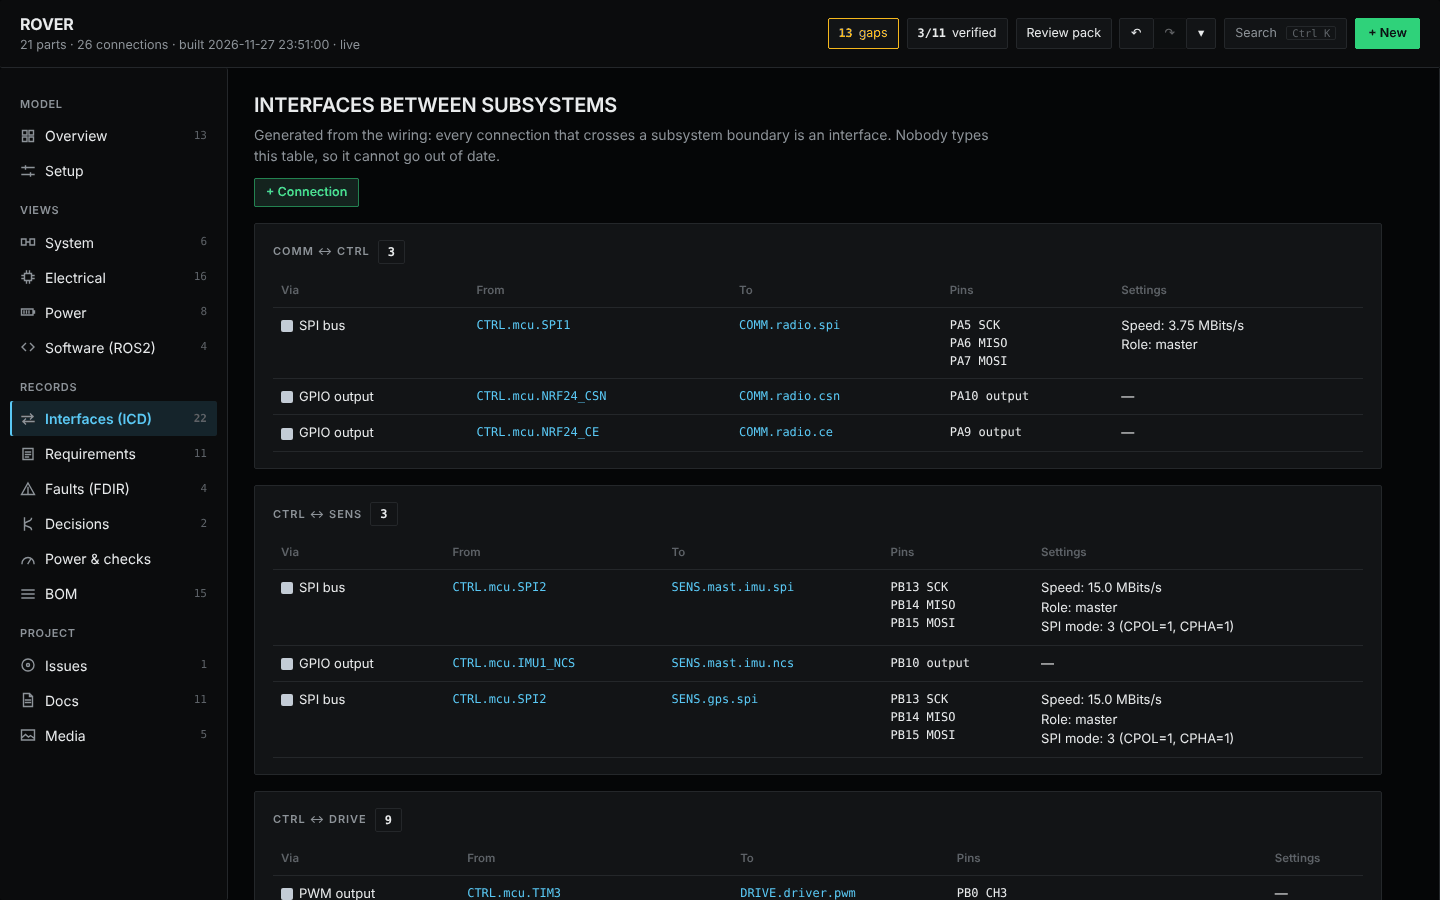 ROVER
21 parts · 26 connections · built 2026-11-27 23:51:00 · live
13 gaps
3/11 verified
Review pack
↶
↷
▾
Search Ctrl K
+ New
MODEL
Overview 13
Setup
VIEWS
System 6
Electrical 16
Power 8
Software (ROS2) 4
RECORDS
Interfaces (ICD) 22
Requirements 11
Faults (FDIR) 4
Decisions 2
Power & checks
BOM 15
PROJECT
Issues 1
Docs 11
Media 5
INTERFACES BETWEEN SUBSYSTEMS
Generated from the wiring: every connection that crosses a subsystem boundary is an interface. Nobody types
this table, so it cannot go out of date.
+ Connection
COMM ↔ CTRL 3
Via From To Pins Settings
SPI bus CTRL.mcu.SPI1 COMM.radio.spi PA5 SCK Speed: 3.75 MBits/s
PA6 MISO Role: master
PA7 MOSI
GPIO output CTRL.mcu.NRF24_CSN COMM.radio.csn PA10 output —
GPIO output CTRL.mcu.NRF24_CE COMM.radio.ce PA9 output —
CTRL ↔ SENS 3
Via From To Pins Settings
SPI bus CTRL.mcu.SPI2 SENS.mast.imu.spi PB13 SCK Speed: 15.0 MBits/s
PB14 MISO Role: master
PB15 MOSI SPI mode: 3 (CPOL=1, CPHA=1)
GPIO output CTRL.mcu.IMU1_NCS SENS.mast.imu.ncs PB10 output —
SPI bus CTRL.mcu.SPI2 SENS.gps.spi PB13 SCK Speed: 15.0 MBits/s
PB14 MISO Role: master
PB15 MOSI SPI mode: 3 (CPOL=1, CPHA=1)
CTRL ↔ DRIVE 9
Via From To Pins Settings
PWM output CTRL.mcu.TIM3 DRIVE.driver.pwm PB0 CH3 —